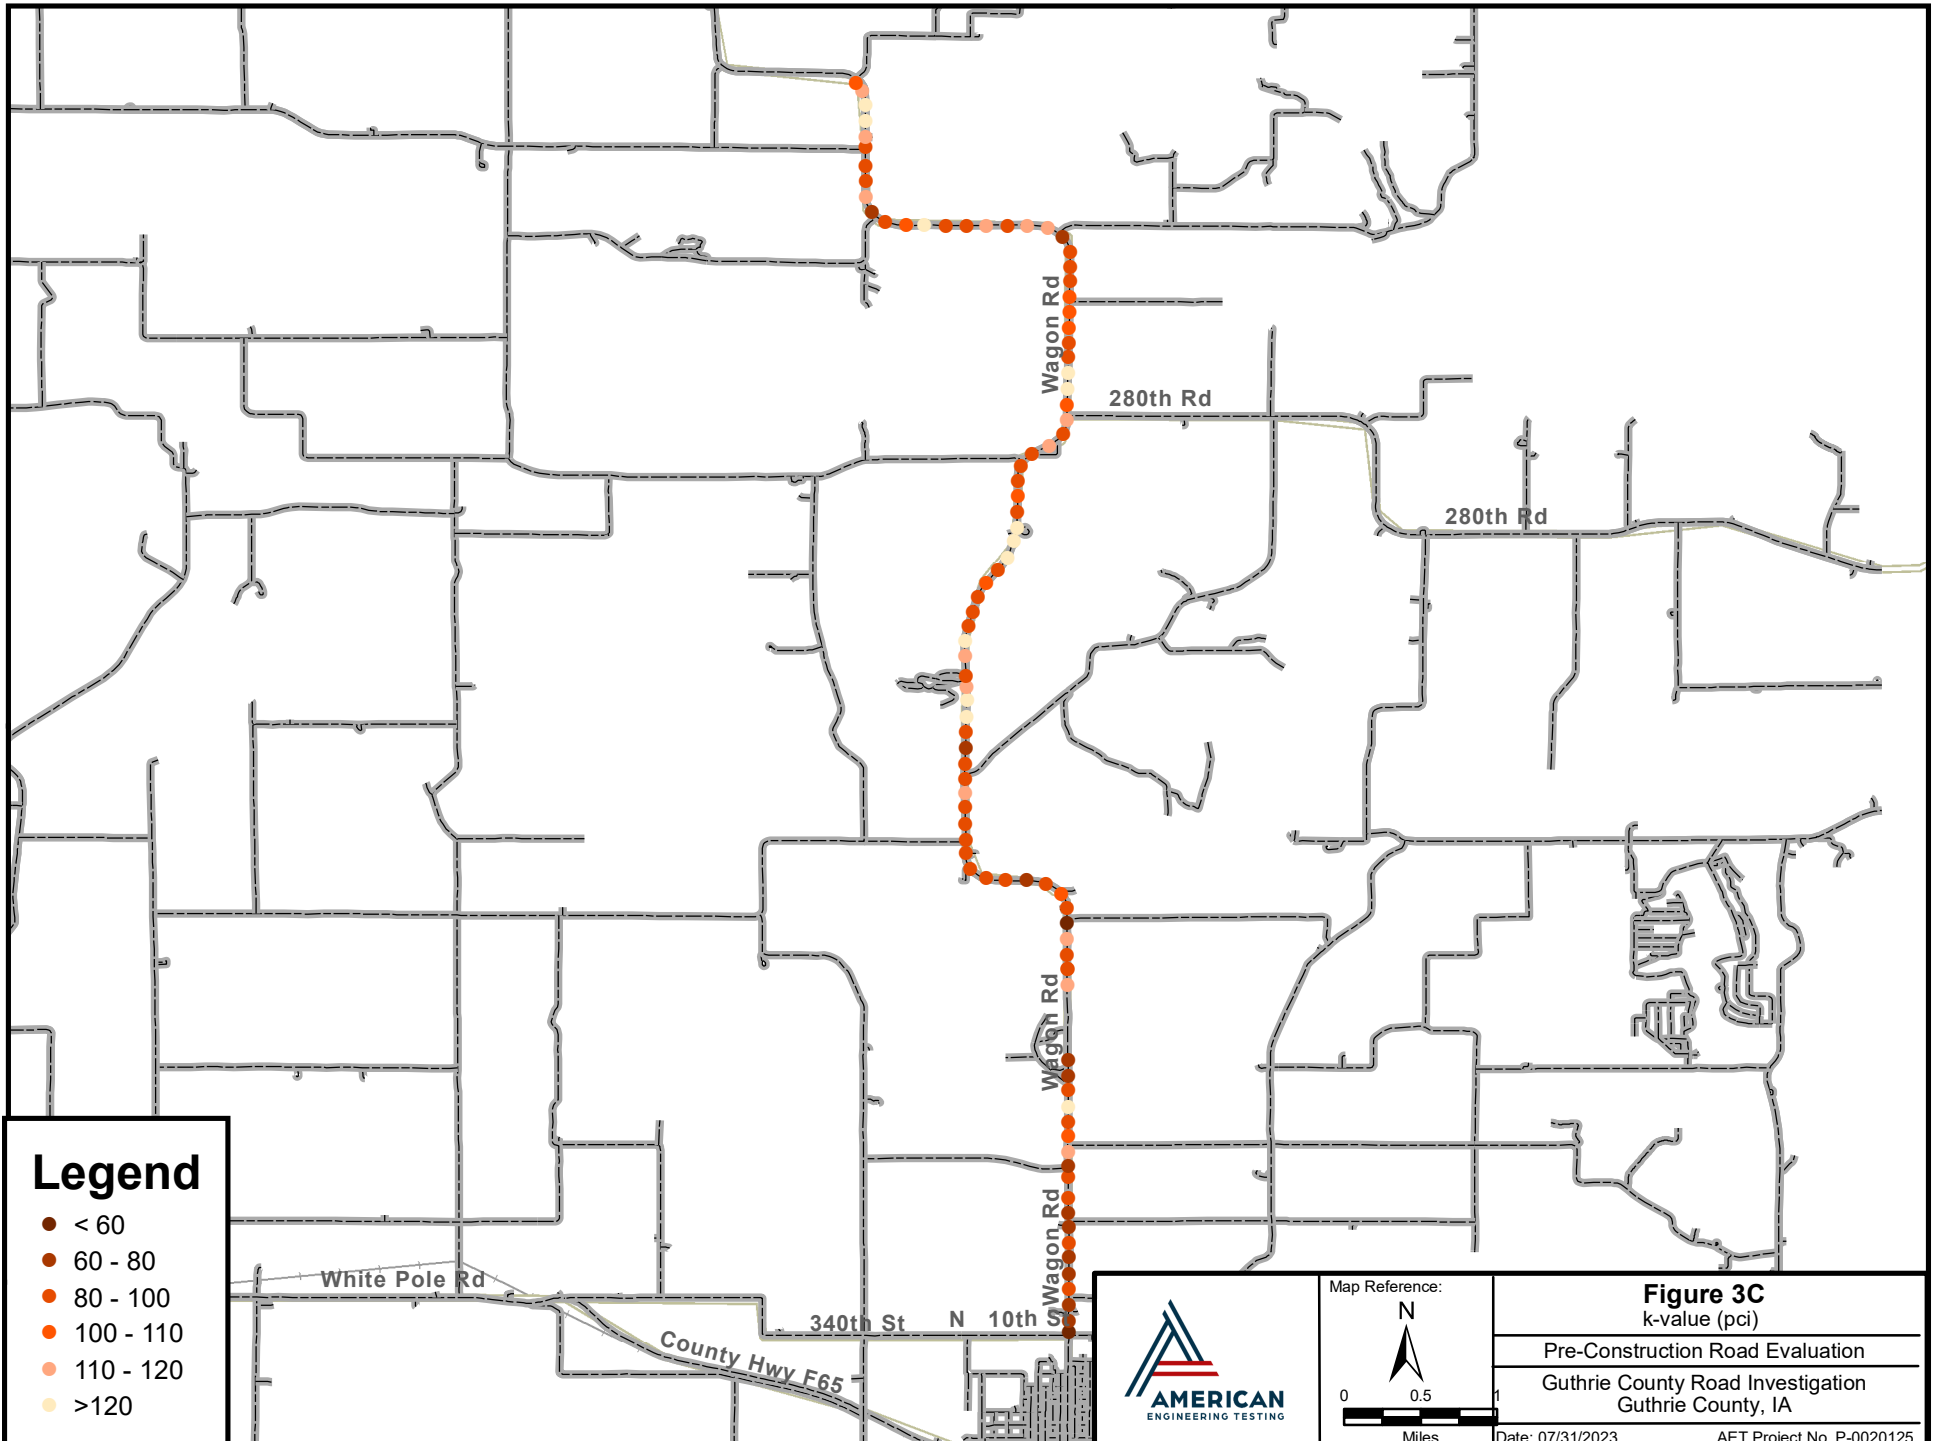 Wagon Rd
280th Rd
280th Rd
Wagon Rd
Wagon Rd
White Pole Rd
340th St
N 10th S
County Hwy F65
Legend
< 60
60 - 80
80 - 100
100 - 110
110 - 120
>120
AMERICAN
ENGINEERING TESTING
Map Reference:
N
0 0.5 1
Miles
Figure 3C
k-value (pci)
Pre-Construction Road Evaluation
Guthrie County Road Investigation
Guthrie County, IA
Date: 07/31/2023
AET Project No. P-0020125